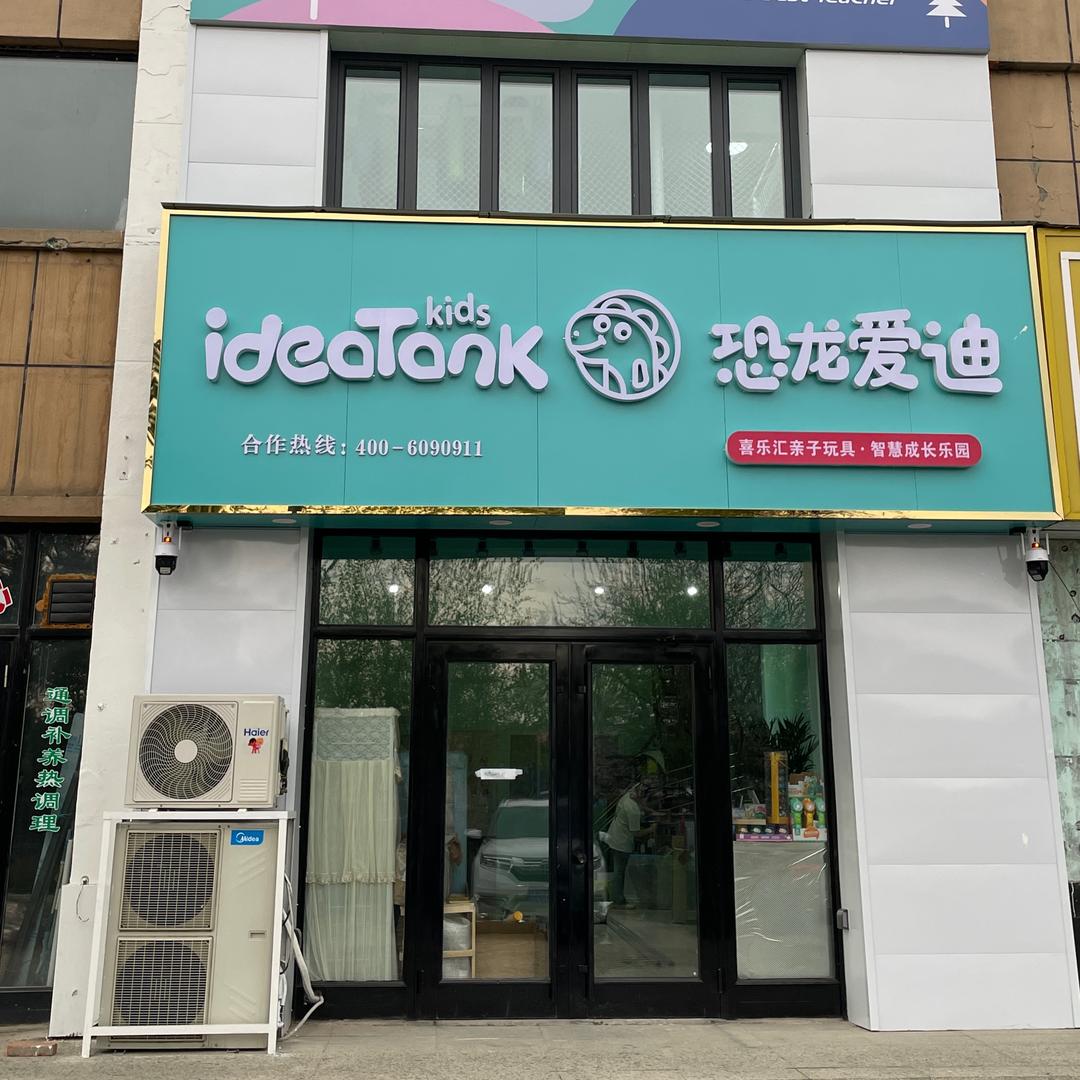 kids
ideaTank
恐龙爱迪
合作热线：400-6090911
喜乐汇亲子玩具·智慧成长乐园
Haier
Midea
通调补养热调理